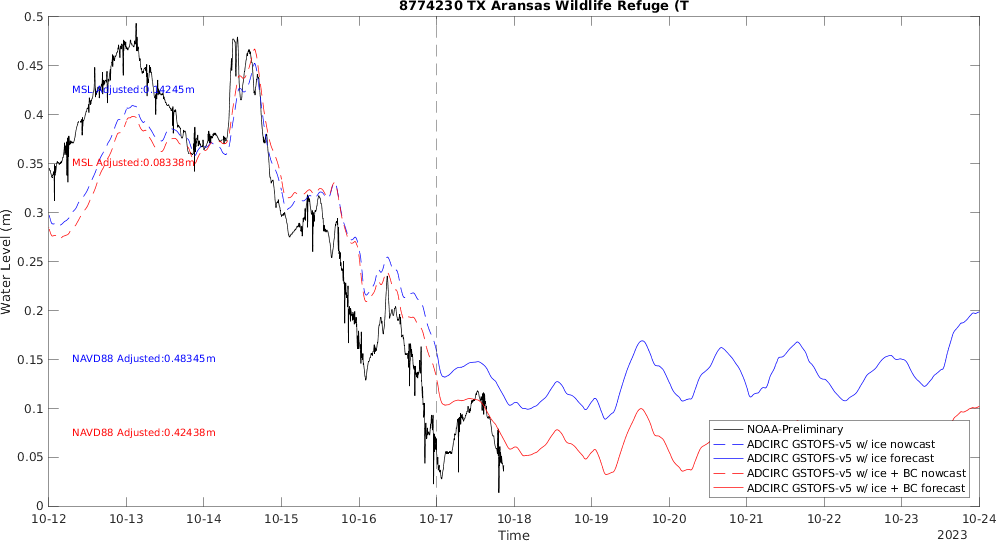 8774230 TX Aransas Wildlife Refuge (T
0.5
0.45
0.4
0.35
0.3
0.25
0.2
0.15
0.1
0.05
0
Water Level (m)
MSL Adjusted:0.14245m
MSL Adjusted:0.08338m
NAVD88 Adjusted:0.48345m
NAVD88 Adjusted:0.42438m
NOAA-Preliminary
ADCIRC GSTOFS-v5 w/ ice nowcast
ADCIRC GSTOFS-v5 w/ ice forecast
ADCIRC GSTOFS-v5 w/ ice + BC nowcast
ADCIRC GSTOFS-v5 w/ ice + BC forecast
10-12 10-13 10-14 10-15 10-16 10-17 10-18 10-19 10-20 10-21 10-22 10-23 10-24
Time
2023